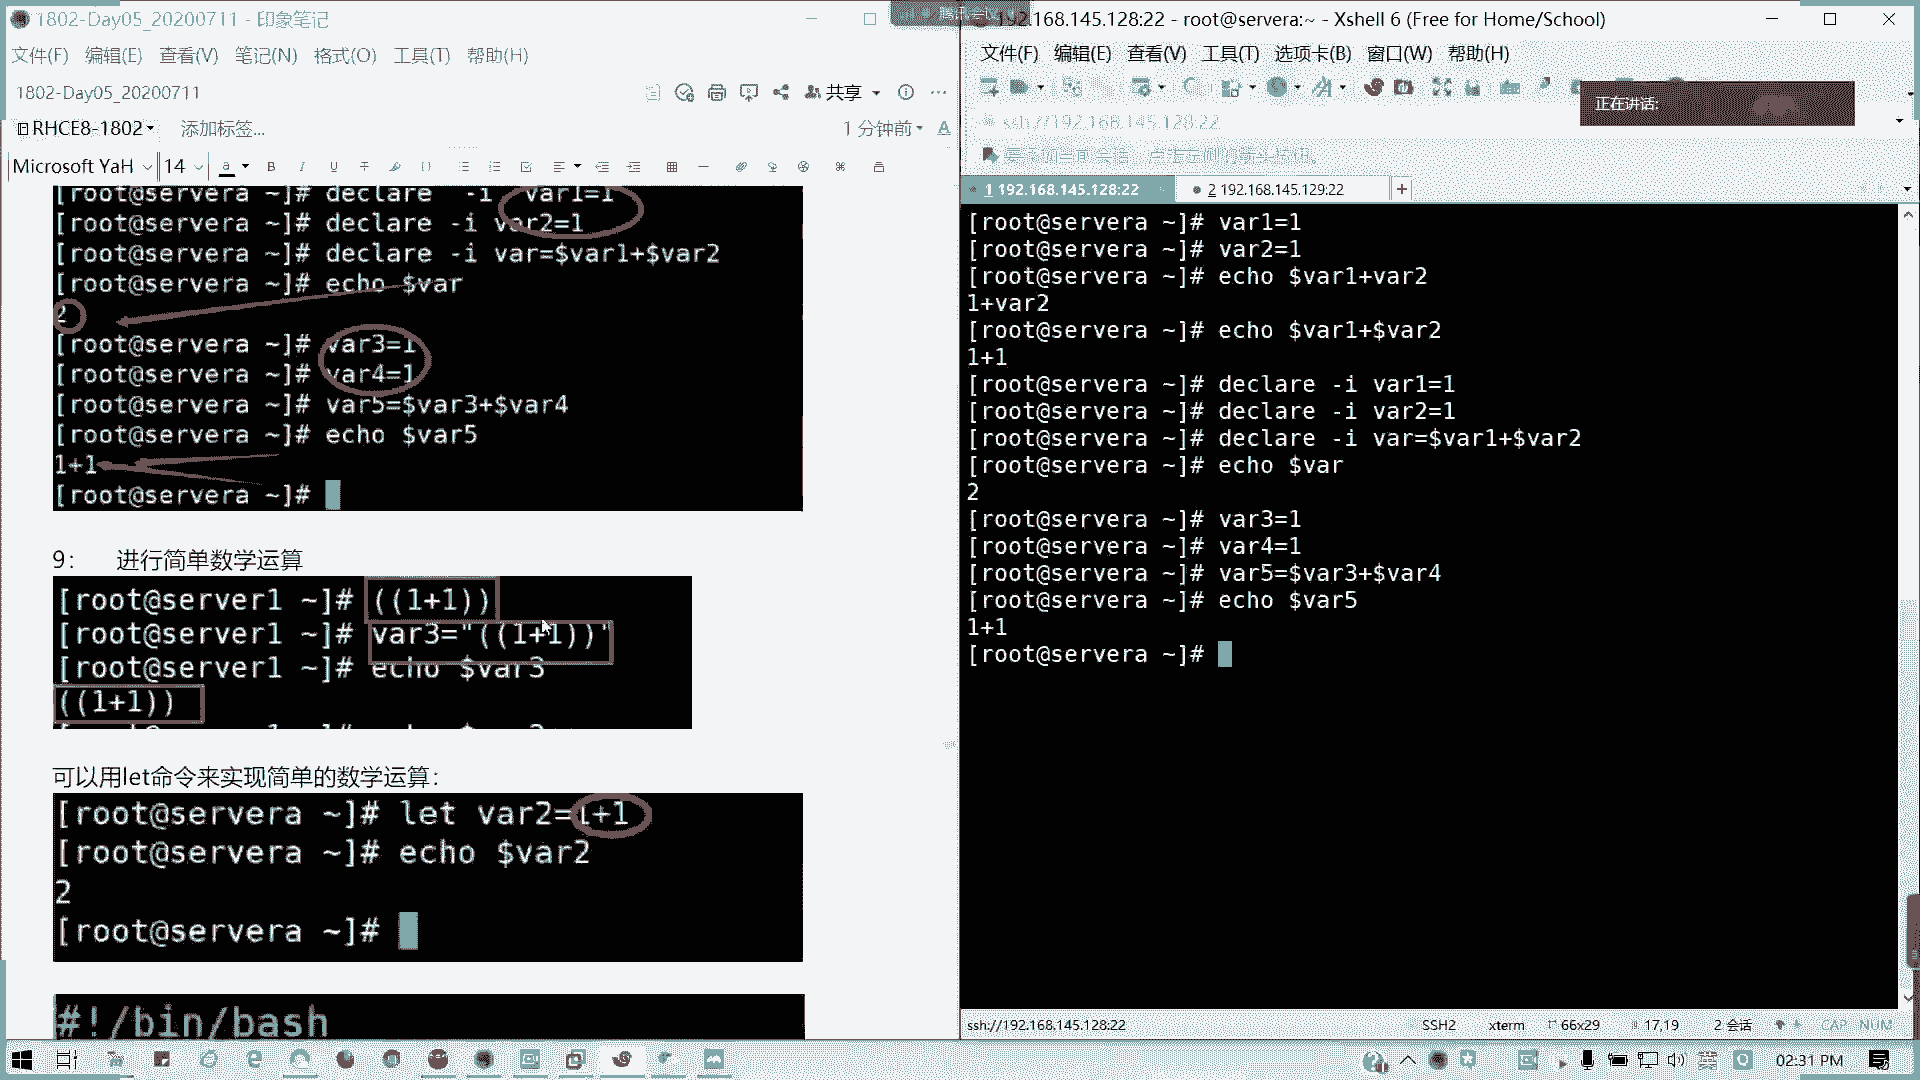 1802-Day05_20200711 - 印象笔记
文件(F) 编辑(E) 查看(V) 笔记(N) 格式(O) 工具(T) 帮助(H)
1802-Day05_20200711
共享
RHCE8-1802
添加标签...
1 分钟前
Microsoft YaH 14
[root@servera ~]# declare  -i  var1=1
[root@servera ~]# declare -i var2=1
[root@servera ~]# declare -i var=$var1+$var2
[root@servera ~]# echo $var
2
[root@servera ~]# var3=1
[root@servera ~]# var4=1
[root@servera ~]# var5=$var3+$var4
[root@servera ~]# echo $var5
1+1
[root@servera ~]#
9： 进行简单数学运算
[root@server1 ~]# ((1+1))
[root@server1 ~]# var3="((1+1))"
[root@server1 ~]# echo $var3
((1+1))
可以用let命令来实现简单的数学运算：
[root@servera ~]# let var2=1+1
[root@servera ~]# echo $var2
2
[root@servera ~]#
#!/bin/bash
腾讯会议
192.168.145.128:22 - root@servera:~ - Xshell 6 (Free for Home/School)
文件(F) 编辑(E) 查看(V) 工具(T) 选项卡(B) 窗口(W) 帮助(H)
正在讲话:
ssh://192.168.145.128:22
1 192.168.145.128:22
2 192.168.145.129:22
[root@servera ~]# var1=1
[root@servera ~]# var2=1
[root@servera ~]# echo $var1+var2
1+var2
[root@servera ~]# echo $var1+$var2
1+1
[root@servera ~]# declare -i var1=1
[root@servera ~]# declare -i var2=1
[root@servera ~]# declare -i var=$var1+$var2
[root@servera ~]# echo $var
2
[root@servera ~]# var3=1
[root@servera ~]# var4=1
[root@servera ~]# var5=$var3+$var4
[root@servera ~]# echo $var5
1+1
[root@servera ~]#
ssh://192.168.145.128:22 SSH2 xterm 66x29 17,19 2 会话 CAP NUM
英 02:31 PM